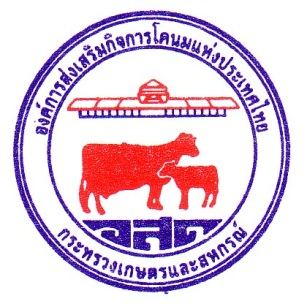 องค์การส่งเสริมกิจการโคนมแห่งประเทศไทย
อสค
กระทรวงเกษตรและสหกรณ์